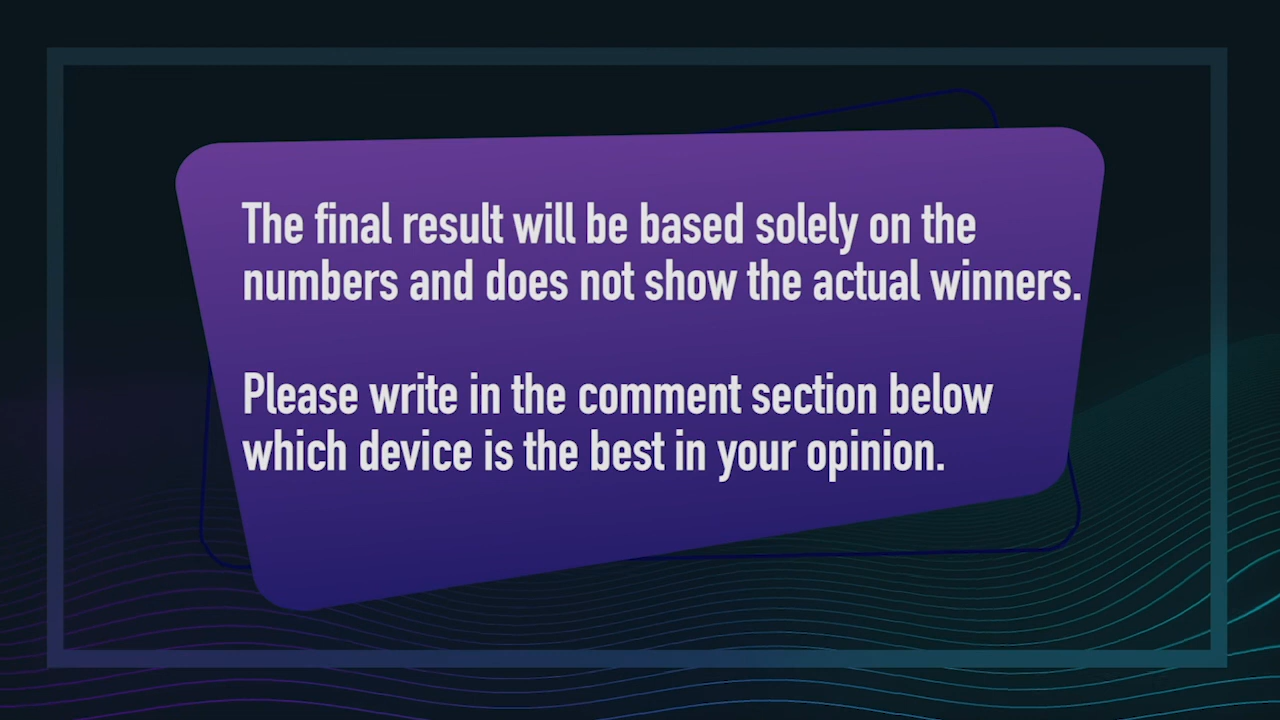 The final result will be based solely on the
numbers and does not show the actual winners.
Please write in the comment section below
which device is the best in your opinion.